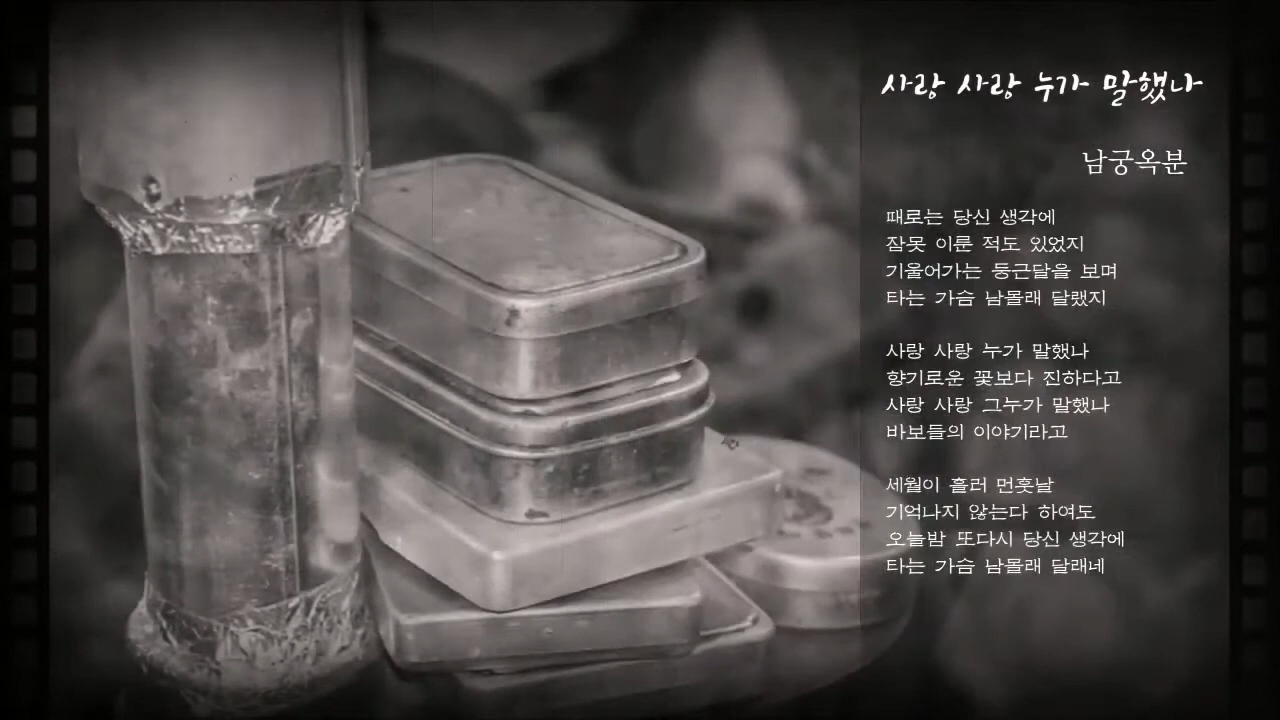 사랑 사랑 누가 말했나
남궁옥분
때로는 당신 생각에
잠못 이룬 적도 있었지
기울어가는 둥근달을 보며
타는 가슴 남몰래 달랬지
사랑 사랑 누가 말했나
향기로운 꽃보다 진하다고
사랑 사랑 그누가 말했나
바보들의 이야기라고
세월이 흘러 먼훗날
기억나지 않는다 하여도
오늘밤 또다시 당신 생각에
타는 가슴 남몰래 달래네